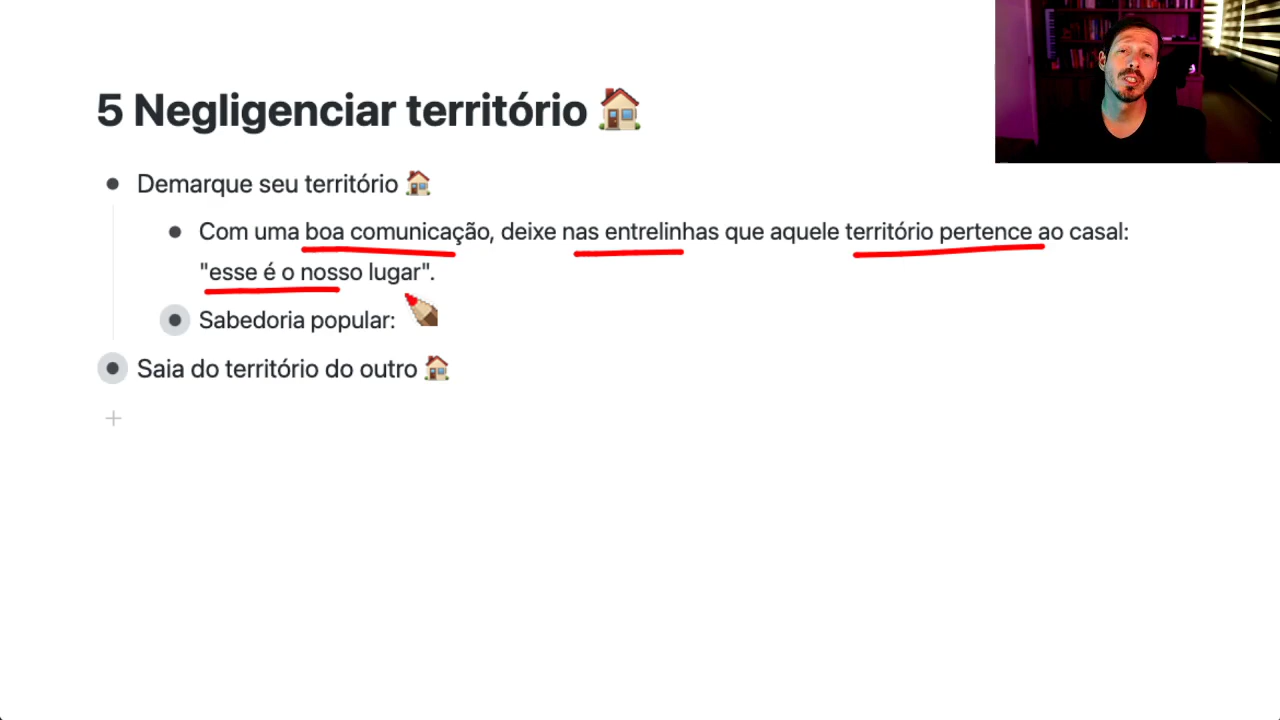 5 Negligenciar território 🏠
Demarque seu território 🏠
Com uma boa comunicação, deixe nas entrelinhas que aquele território pertence ao casal:
"esse é o nosso lugar".
Sabedoria popular:
Saia do território do outro 🏠